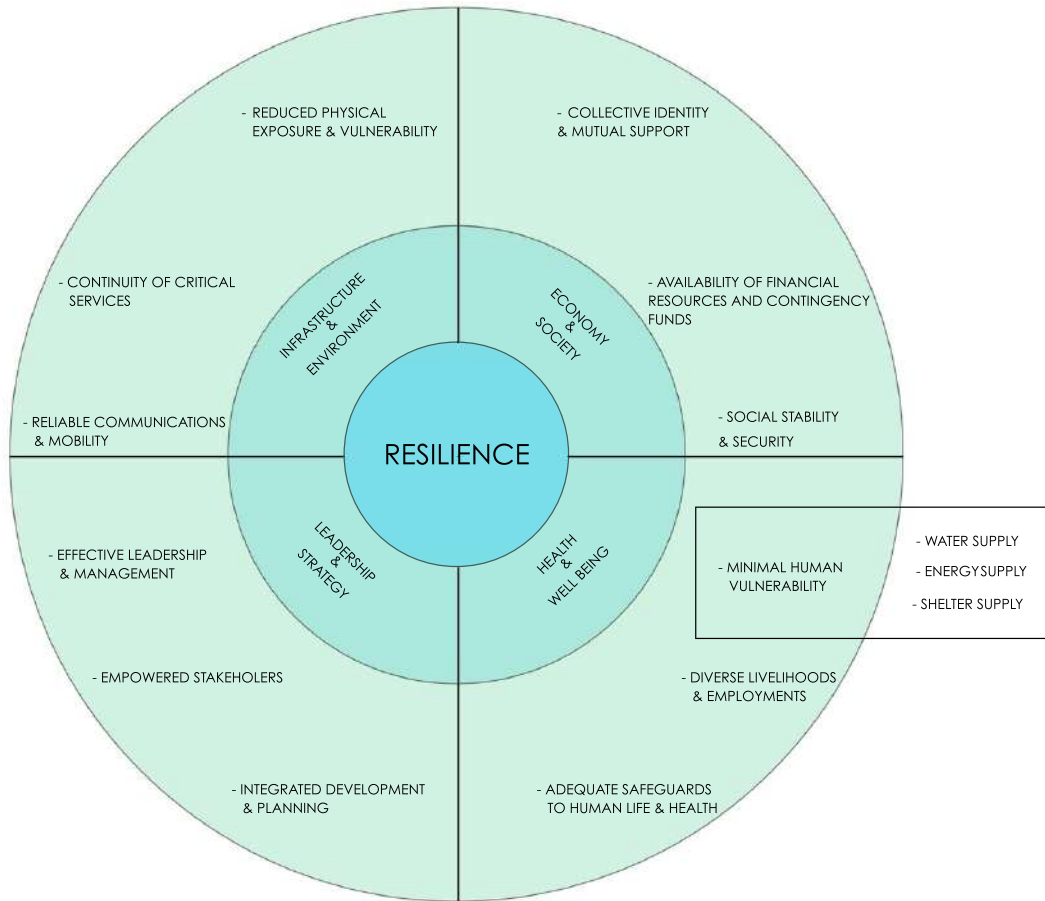 - REDUCED PHYSICAL
EXPOSURE & VULNERABILITY
- COLLECTIVE IDENTITY
& MUTUAL SUPPORT
- CONTINUITY OF CRITICAL
SERVICES
- AVAILABILITY OF FINANCIAL
RESOURCES AND CONTINGENCY
FUNDS
INFRASTRUCTURE
&
ENVIRONMENT
ECONOMY
&
SOCIETY
- RELIABLE COMMUNICATIONS
& MOBILITY
- SOCIAL STABILITY
& SECURITY
RESILIENCE
LEADERSHIP
&
STRATEGY
HEALTH
&
WELL BEING
- EFFECTIVE LEADERSHIP
& MANAGEMENT
- MINIMAL HUMAN
VULNERABILITY
- WATER SUPPLY
- ENERGY SUPPLY
- SHELTER SUPPLY
- EMPOWERED STAKEHOLERS
- DIVERSE LIVELIHOODS
& EMPLOYMENTS
- INTEGRATED DEVELOPMENT
& PLANNING
- ADEQUATE SAFEGUARDS
TO HUMAN LIFE & HEALTH